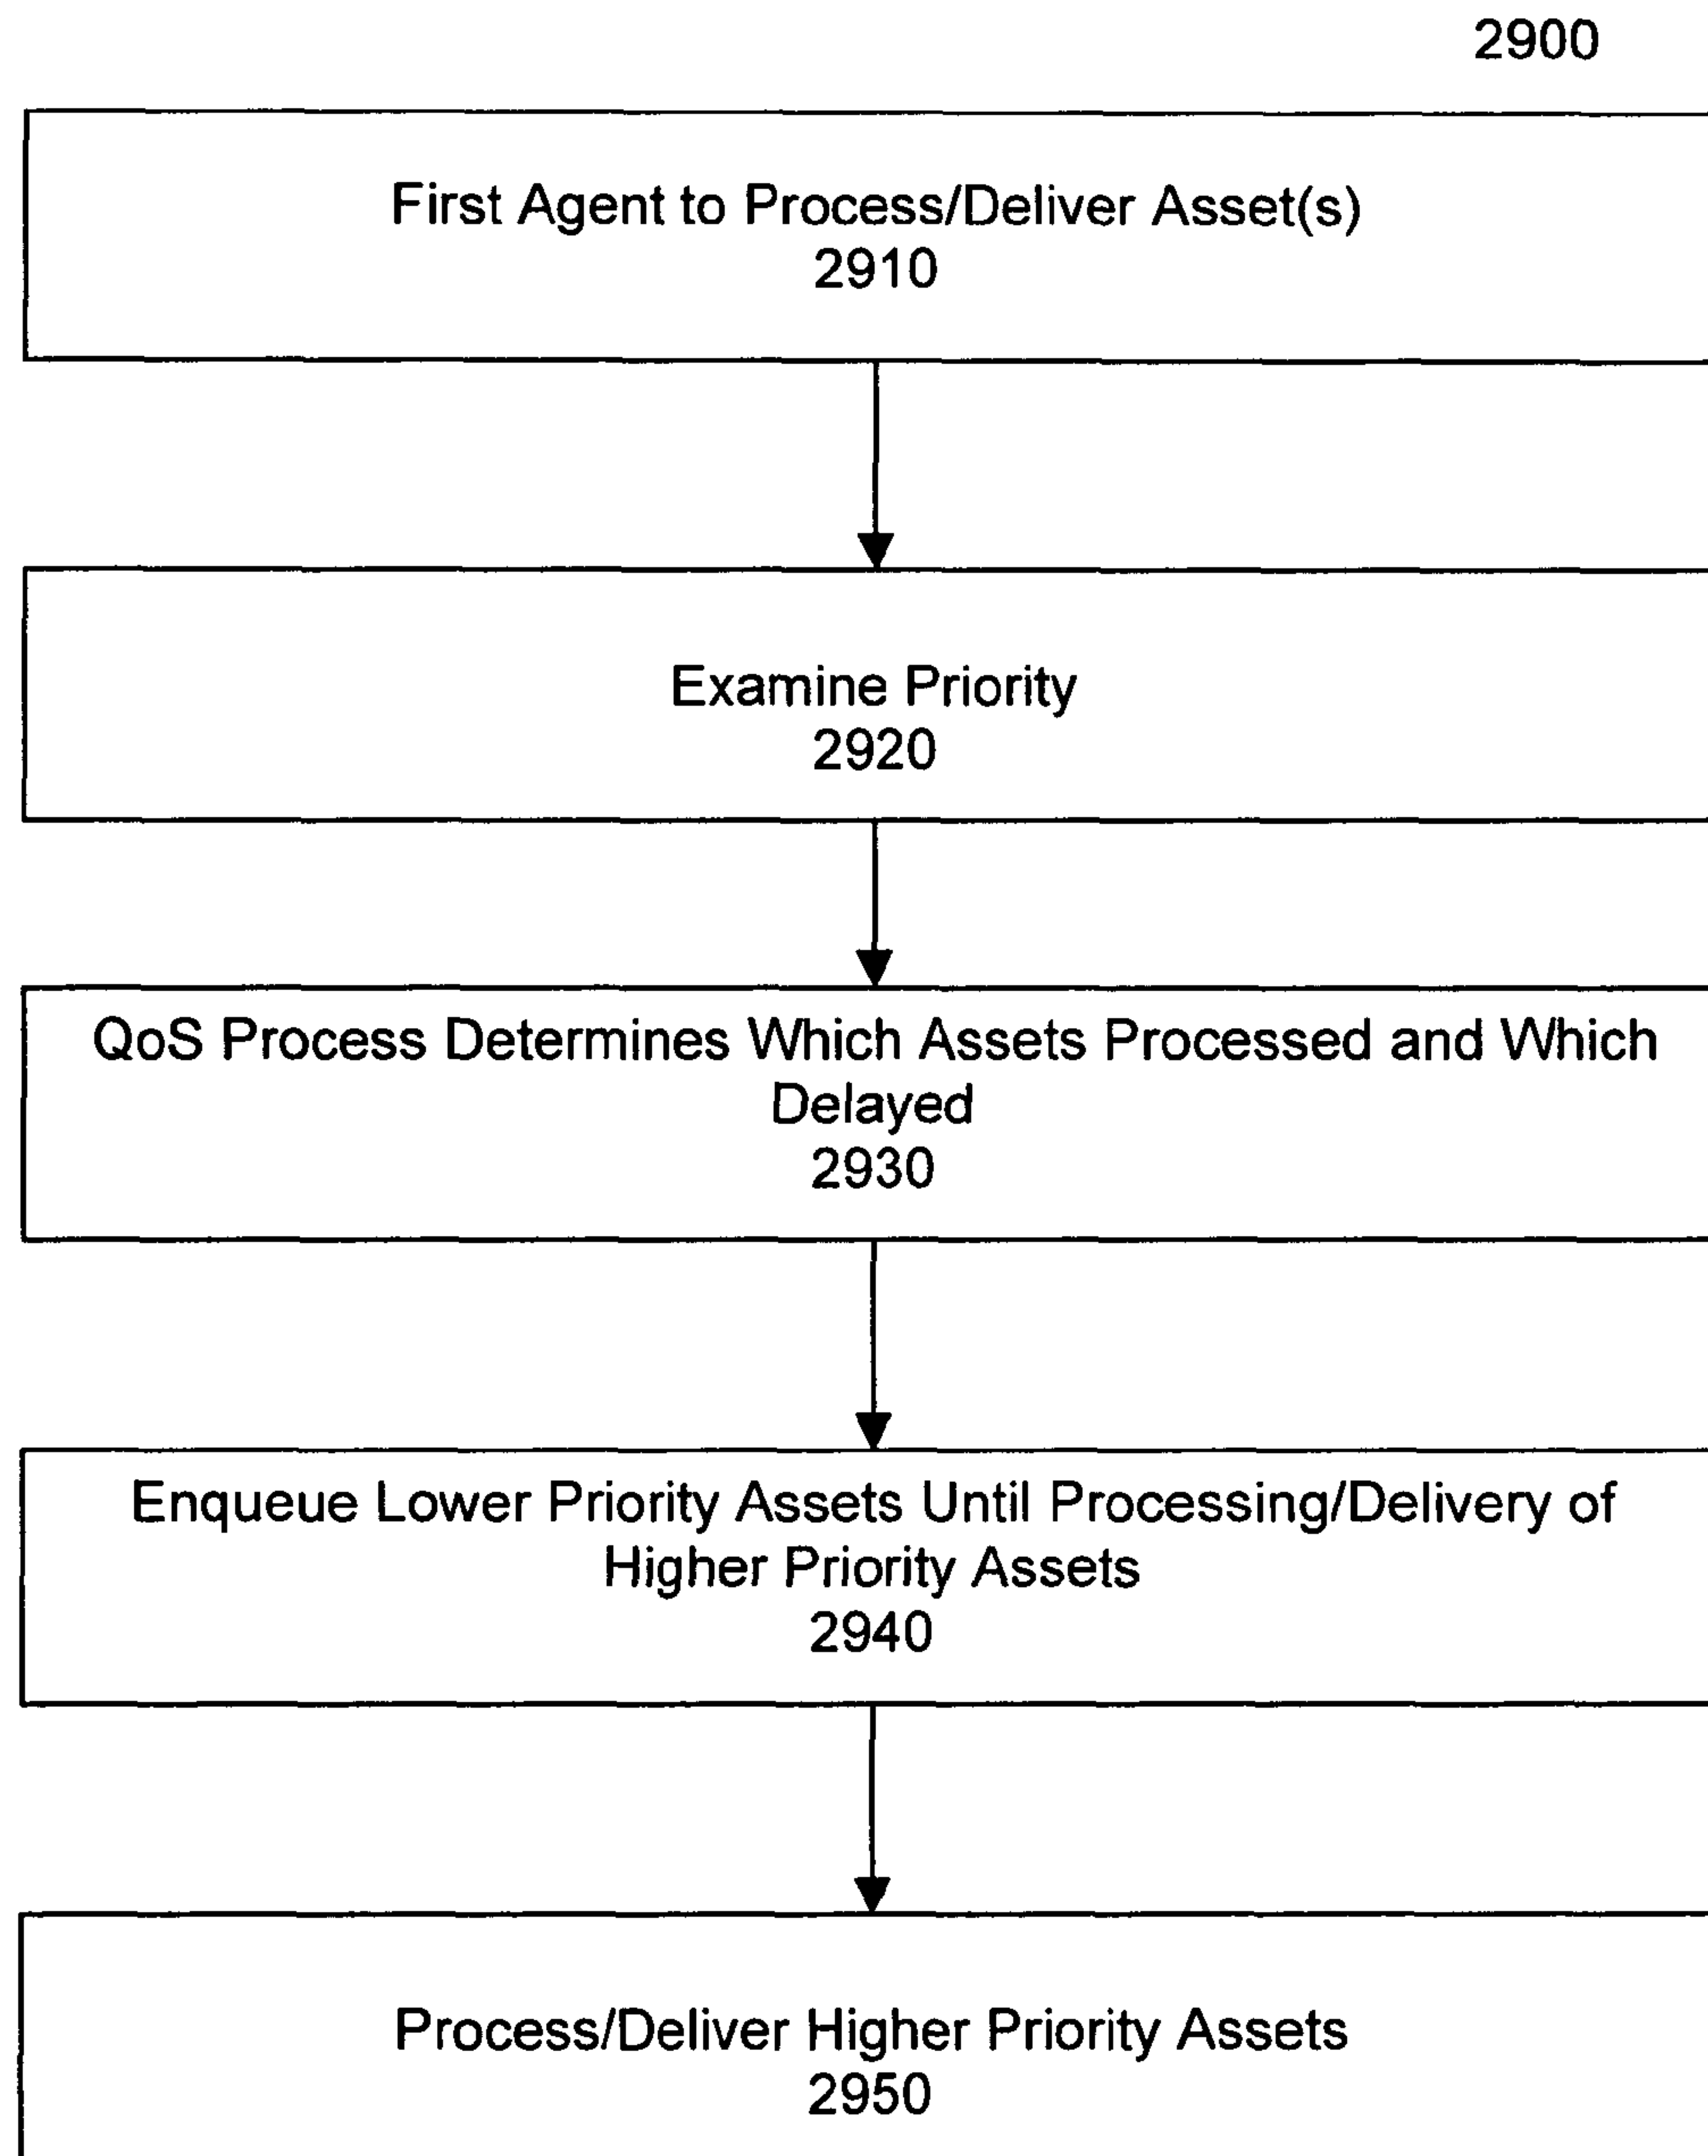 2900
First Agent to Process/Deliver Asset(s)
2910
Examine Priority
2920
QoS Process Determines Which Assets Processed and Which
Delayed
2930
Enqueue Lower Priority Assets Until Processing/Delivery of
Higher Priority Assets
2940
Process/Deliver Higher Priority Assets
2950